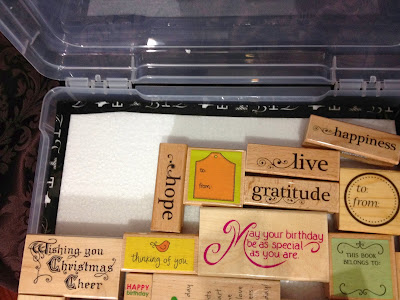 happiness
live
gratitude
hope
to:
from:
to:
from:
Wishing you
Christmas
Cheer
thinking of you
May your birthday
be as special
as you are
THIS BOOK
BELONGS TO:
HAPPY
birthday